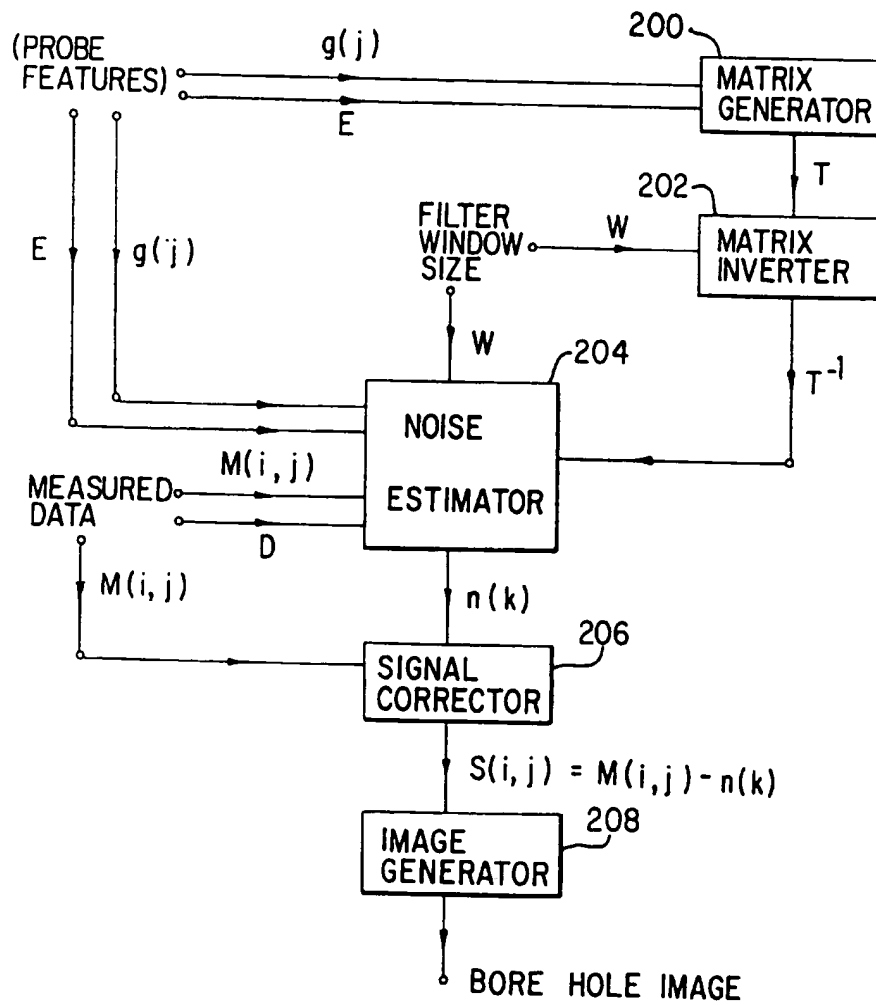 (PROBE
FEATURES)
g(j)
E
200
MATRIX
GENERATOR
T
202
MATRIX
INVERTER
FILTER
WINDOW
SIZE
W
E
g(j)
W
204
T⁻¹
NOISE
ESTIMATOR
MEASURED
DATA
M(i,j)
D
M(i,j)
n(k)
206
SIGNAL
CORRECTOR
S(i,j) = M(i,j)-n(k)
208
IMAGE
GENERATOR
BORE HOLE IMAGE